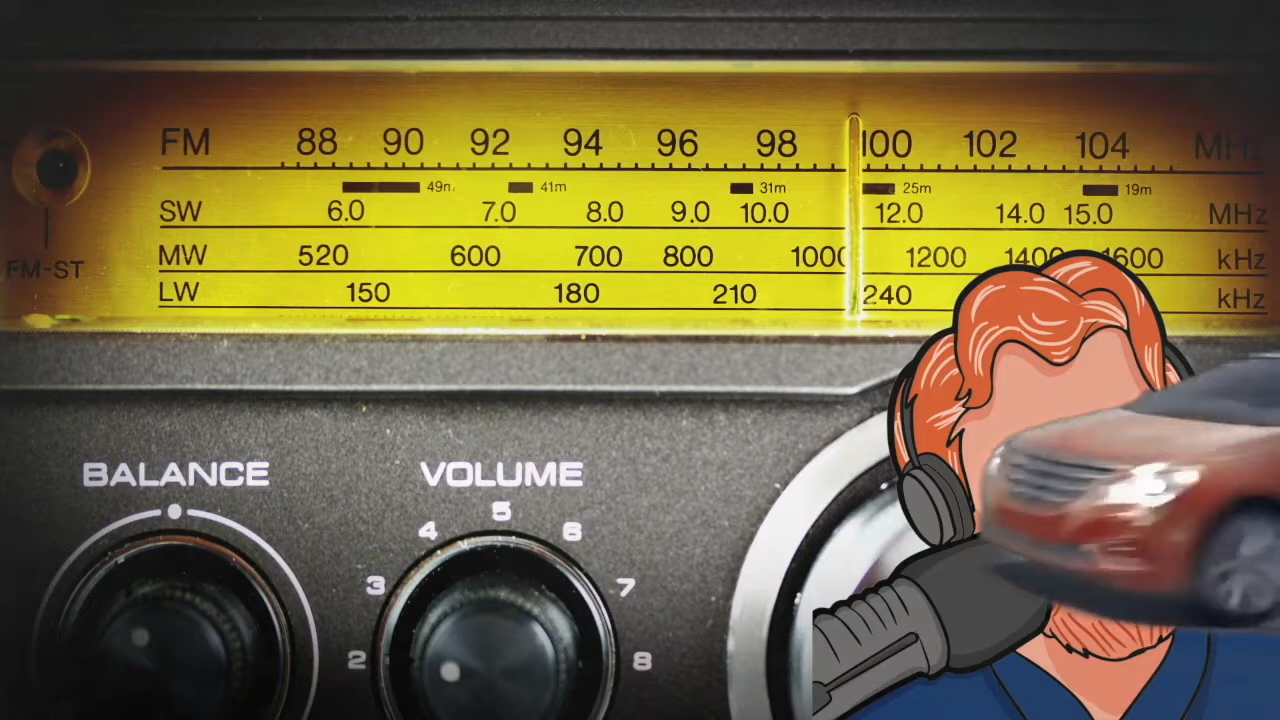 FM 88 90 92 94 96 98 100 102 104 MHz
49m 41m 31m 25m 19m
SW 6.0 7.0 8.0 9.0 10.0 12.0 14.0 15.0 MHz
MW 520 600 700 800 1000 1200 1400 1600 kHz
FM-ST
LW 150 180 210 240 kHz
BALANCE VOLUME
2 3 4 5 6 7 8